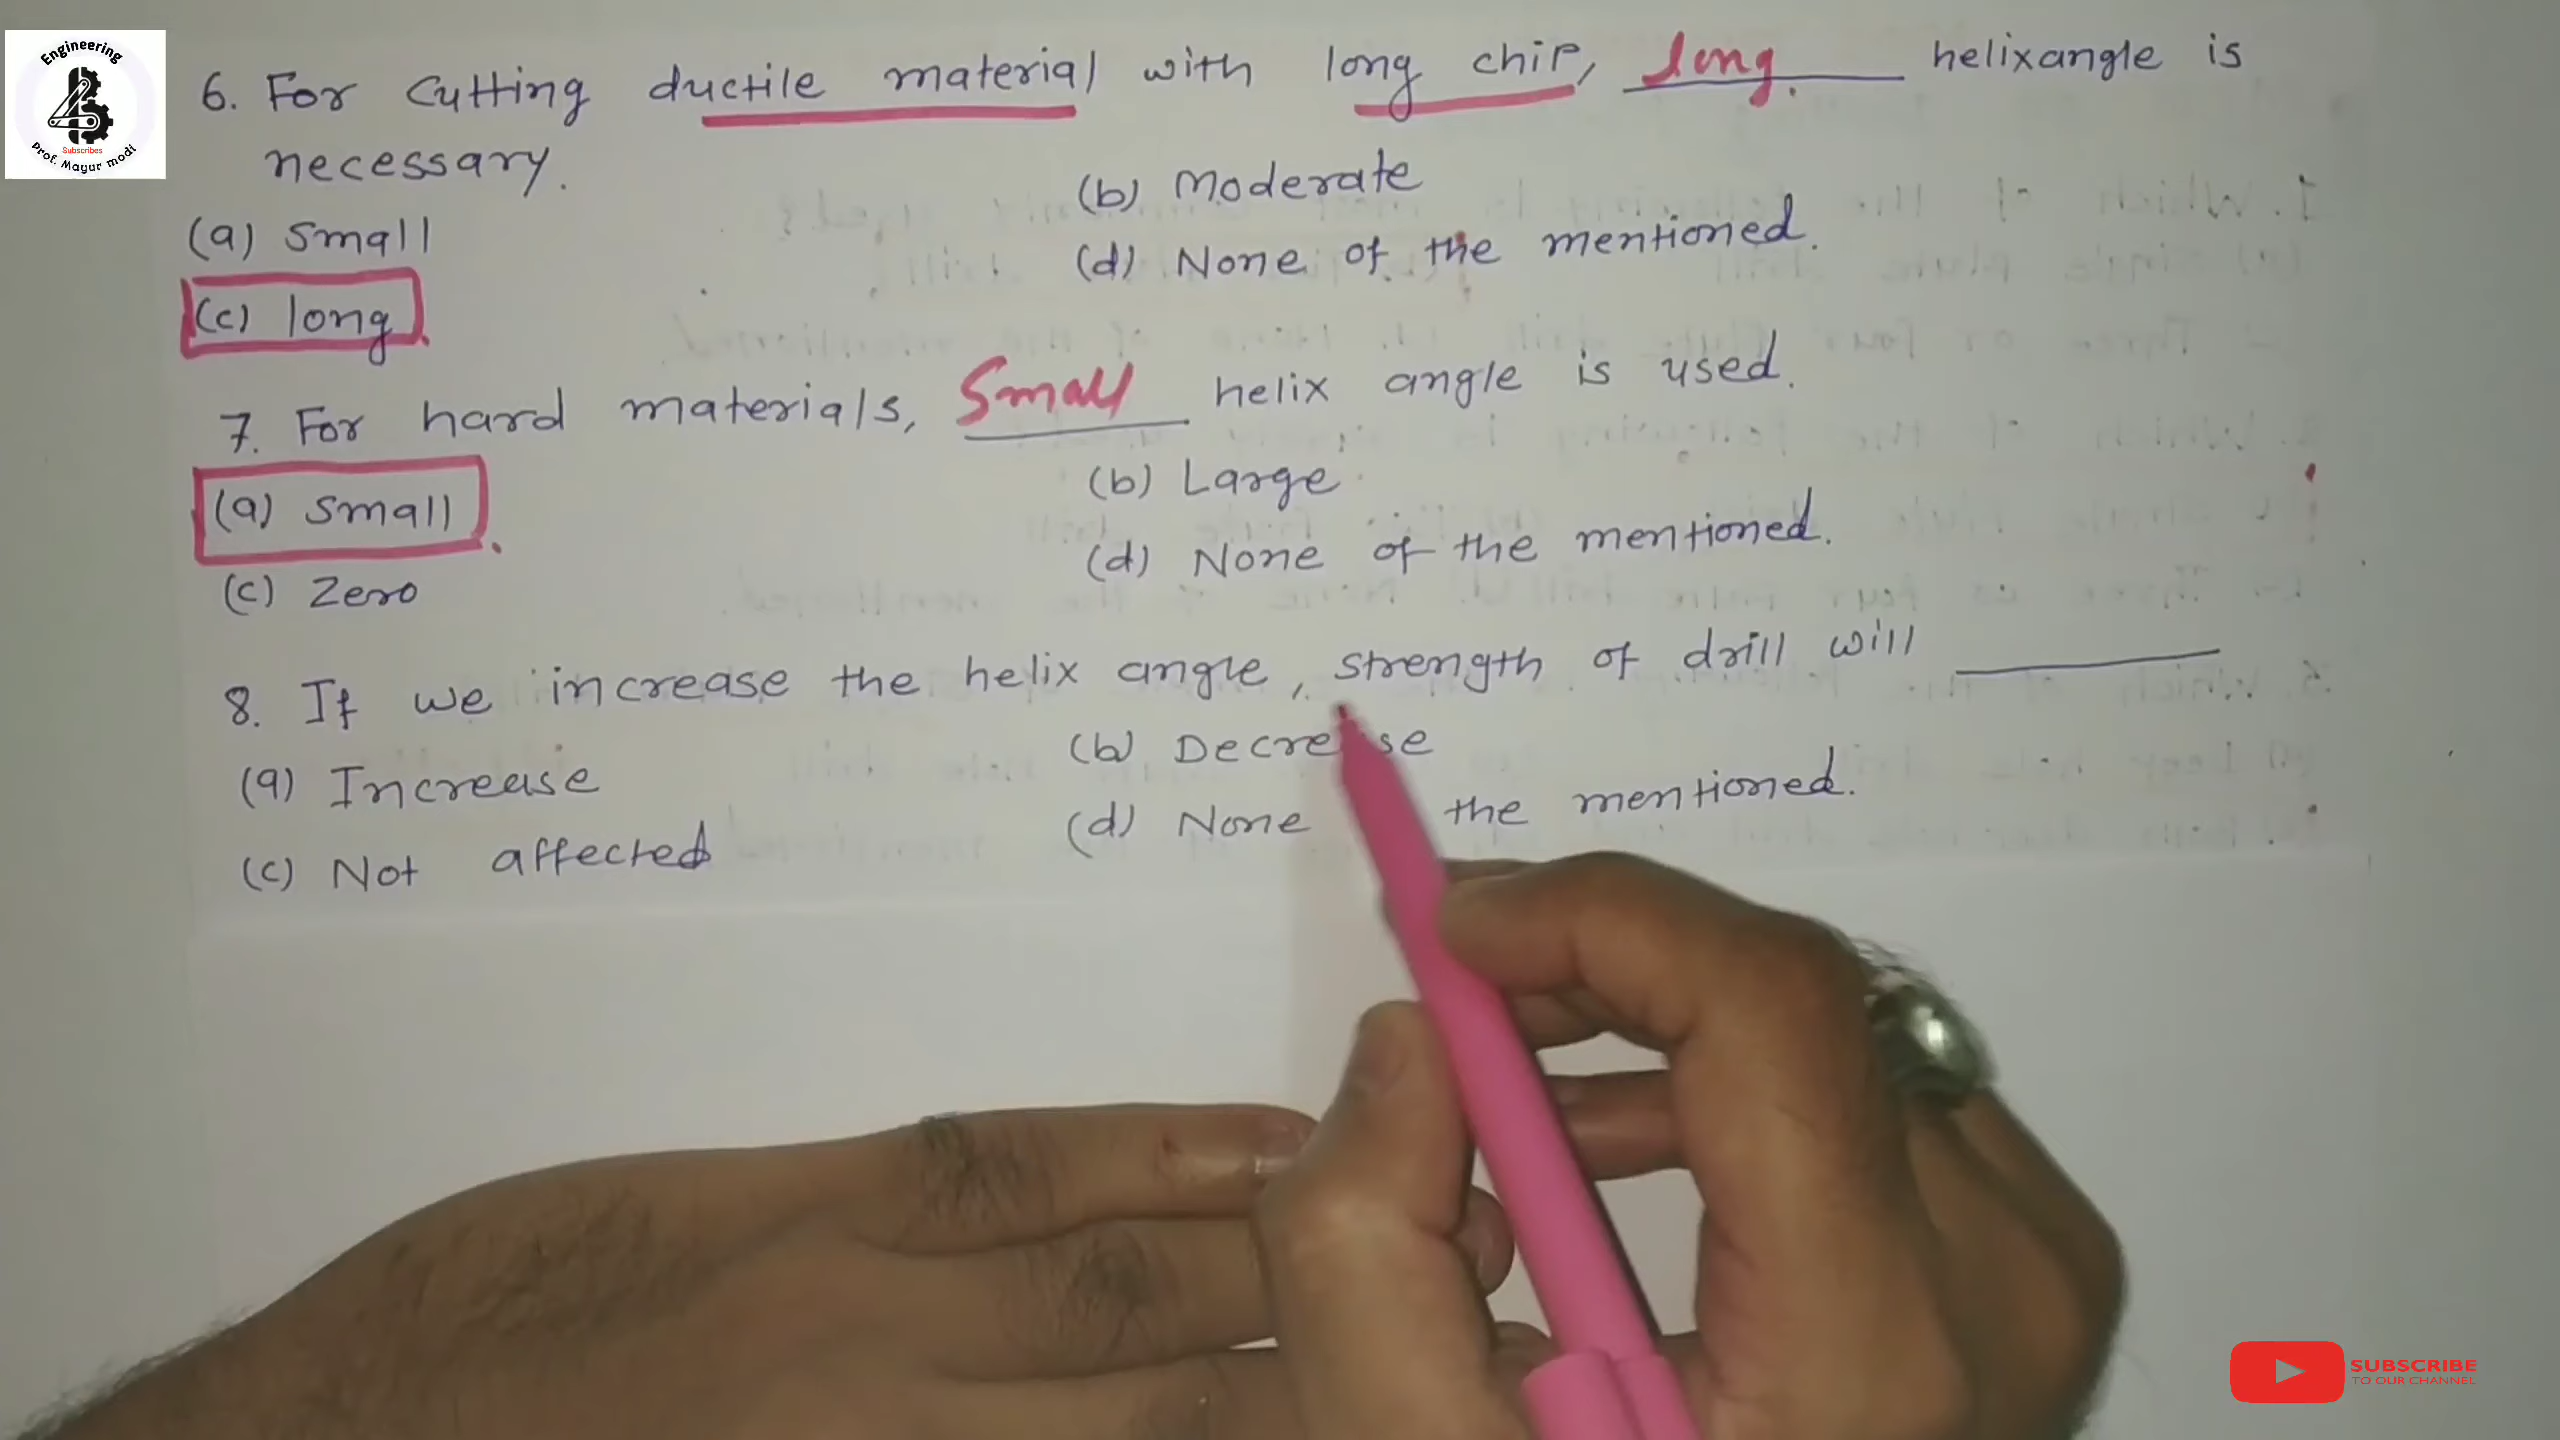 Engineering
Subscribes
Prof. Mayur modi
6. For Cutting ductile material with long chip, long helixangle is
necessary.
(a) small (b) Moderate
(c) long (d) None of the mentioned.
7. For hard materials, Small helix angle is used.
(a) small (b) Large
(c) Zero (d) None of the mentioned.
8. If we increase the helix angle, strength of drill will
(a) Increase (b) Decrease
(c) Not affected (d) None the mentioned.
SUBSCRIBE
TO OUR CHANNEL